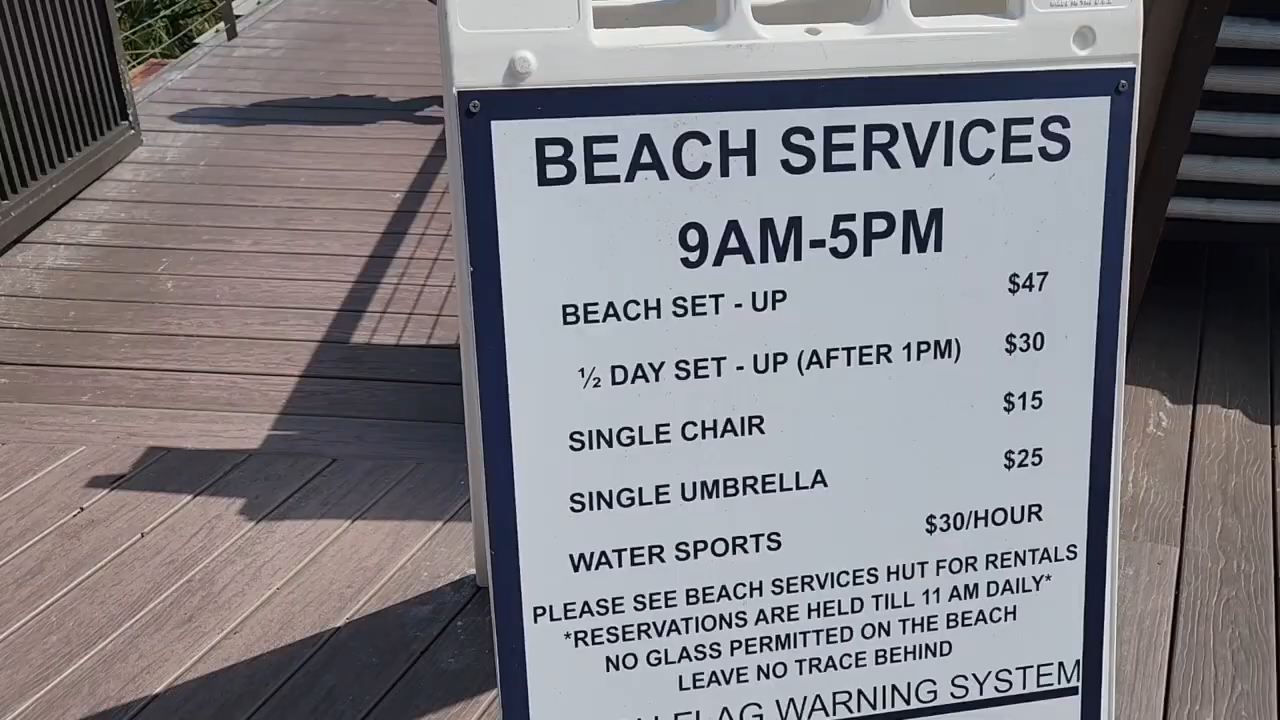 BEACH SERVICES
9AM-5PM
BEACH SET - UP $47
½ DAY SET - UP (AFTER 1PM) $30
SINGLE CHAIR $15
SINGLE UMBRELLA $25
WATER SPORTS $30/HOUR
PLEASE SEE BEACH SERVICES HUT FOR RENTALS
*RESERVATIONS ARE HELD TILL 11 AM DAILY*
NO GLASS PERMITTED ON THE BEACH
LEAVE NO TRACE BEHIND
FLAG WARNING SYSTEM